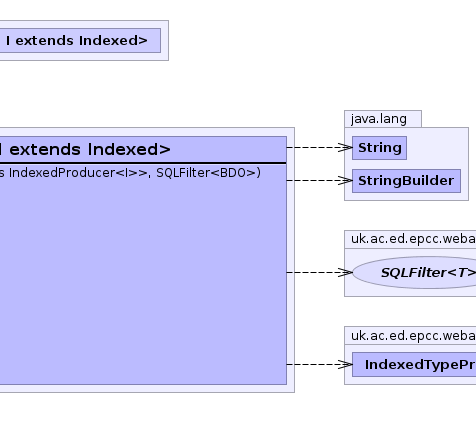 I extends Indexed>
I extends Indexed>
IndexedProducer<I>>, SQLFilter<BDO>)
java.lang
String
StringBuilder
uk.ac.ed.epcc.weba
SQLFilter<T>
uk.ac.ed.epcc.weba
IndexedTypePr